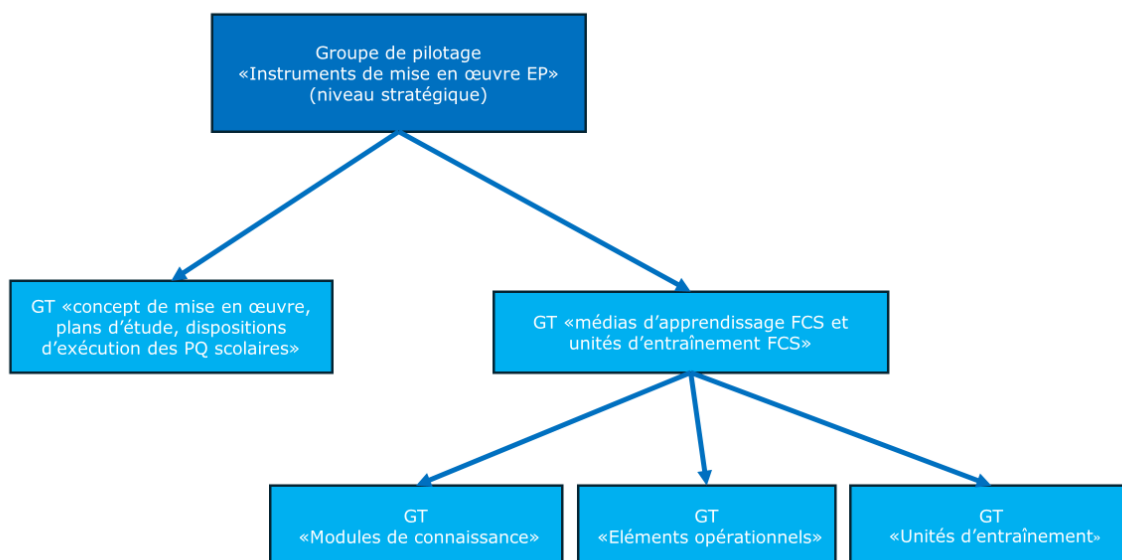 Groupe de pilotage
«Instruments de mise en œuvre EP»
(niveau stratégique)
GT «concept de mise en œuvre,
plans d’étude, dispositions
d’exécution des PQ scolaires»
GT «médias d’apprendissage FCS et
unités d’entraînement FCS»
GT
«Modules de connaissance»
GT
«Eléments opérationnels»
GT
«Unités d’entraînement»